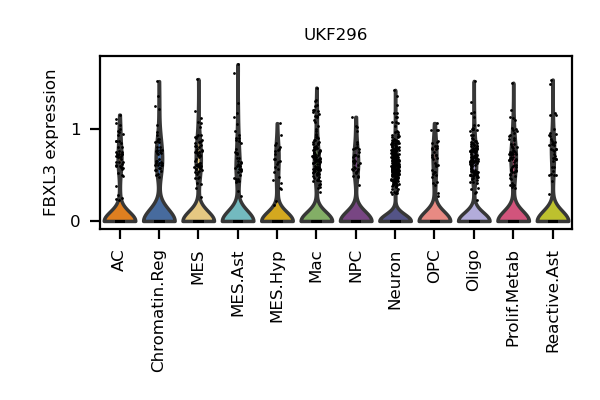 UKF296
FBXL3 expression
1
0
AC
Chromatin.Reg
MES
MES.Ast
MES.Hyp
Mac
NPC
Neuron
OPC
Oligo
Prolif.Metab
Reactive.Ast